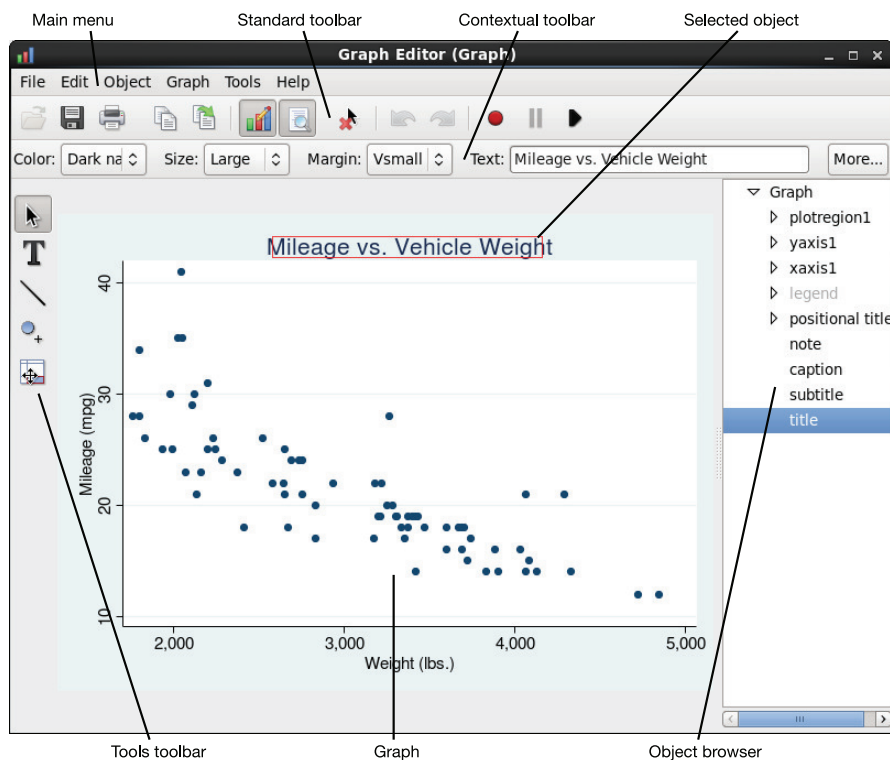 Main menu
Standard toolbar
Contextual toolbar
Selected object
Graph Editor (Graph)
File Edit Object Graph Tools Help
Color: Dark na Size: Large Margin: Vsmall Text: Mileage vs. Vehicle Weight More...
Graph
plotregion1
yaxis1
xaxis1
legend
positional title
note
caption
subtitle
title
T
Mileage vs. Vehicle Weight
Mileage (mpg)
40
30
20
10
2,000 3,000 4,000 5,000
Weight (lbs.)
Tools toolbar
Graph
Object browser